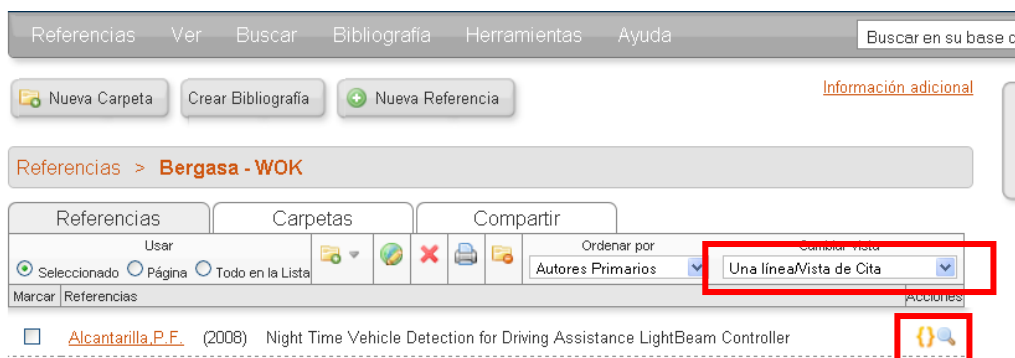 Referencias Ver Buscar Bibliografía Herramientas Ayuda Buscar en su base d
Nueva Carpeta Crear Bibliografía Nueva Referencia Información adicional
Referencias > Bergasa - WOK
Referencias Carpetas Compartir
Usar Ordenar por Cambiar vista
Seleccionado Página Todo en la Lista Autores Primarios Una línea/Vista de Cita
Marcar Referencias Acciones
Alcantarilla,P.F. (2008) Night Time Vehicle Detection for Driving Assistance LightBeam Controller {}